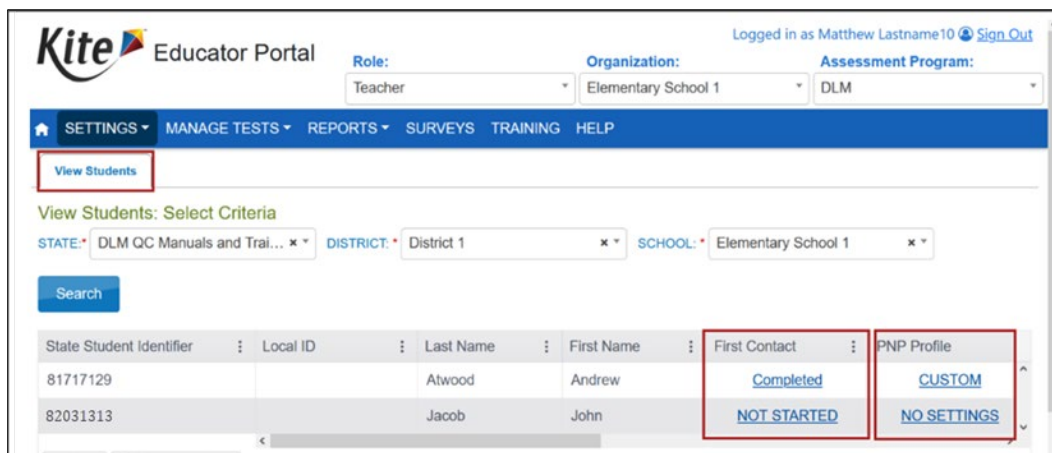 Logged in as Matthew Lastname10 Sign Out
Kite Educator Portal
Role: Organization: Assessment Program:
Teacher Elementary School 1 DLM
SETTINGS MANAGE TESTS REPORTS SURVEYS TRAINING HELP
View Students
View Students: Select Criteria
STATE:* DLM QC Manuals and Trai... × DISTRICT: * District 1 × SCHOOL: * Elementary School 1 ×
Search
State Student Identifier Local ID Last Name First Name First Contact PNP Profile
81717129 Atwood Andrew Completed CUSTOM
82031313 Jacob John NOT STARTED NO SETTINGS